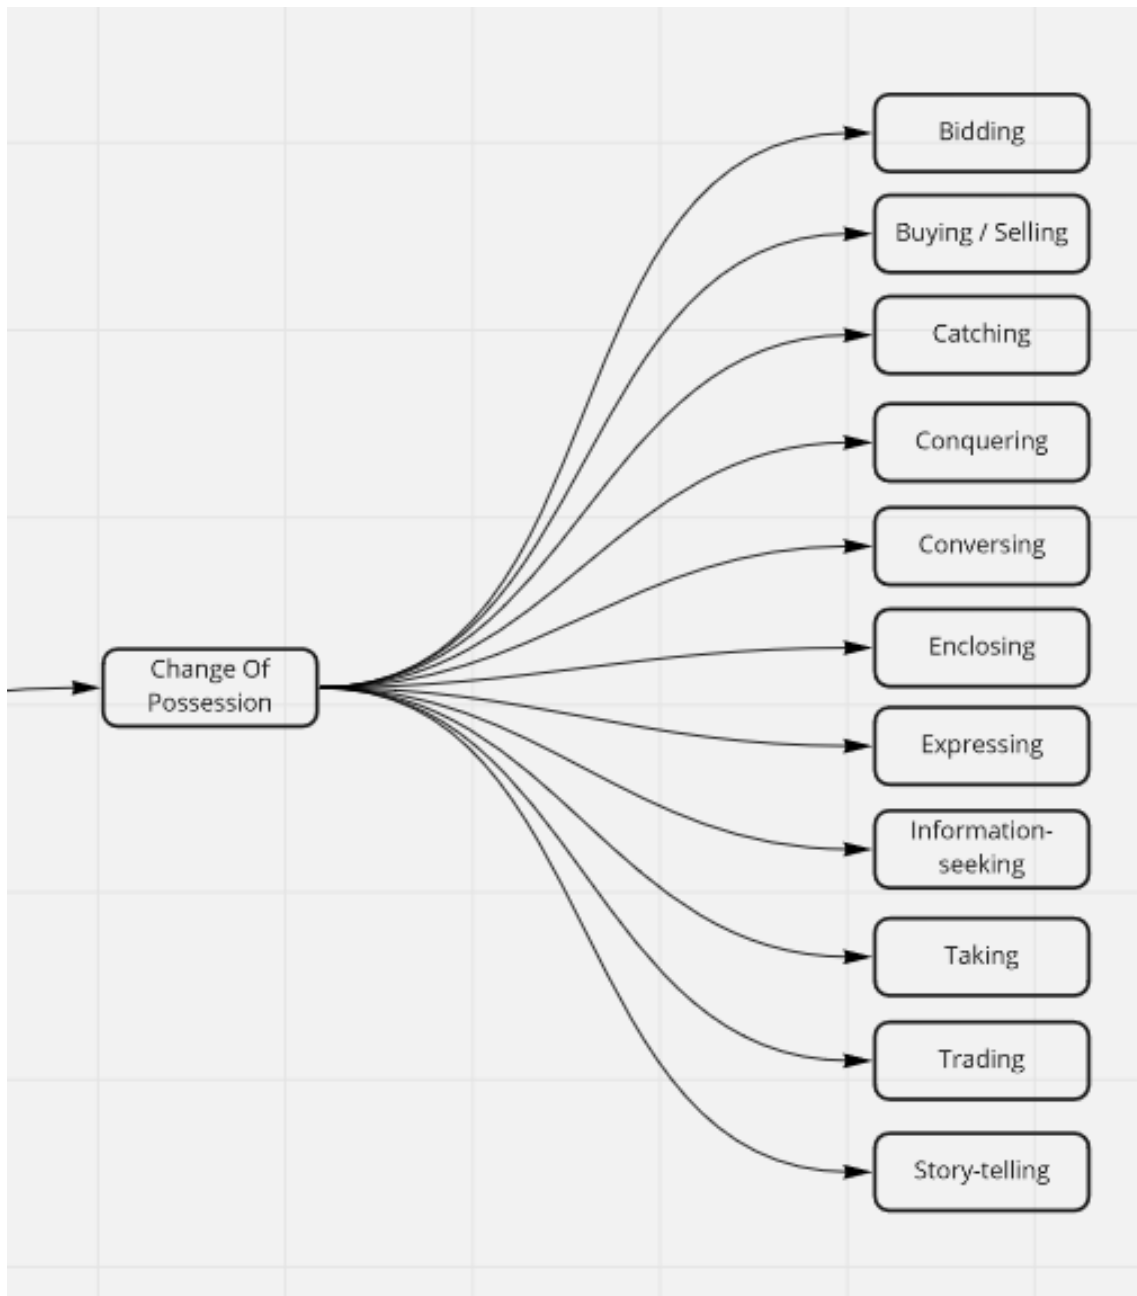 Bidding
Buying / Selling
Catching
Conquering
Conversing
Enclosing
Change Of
Possession
Expressing
Information-
seeking
Taking
Trading
Story-telling